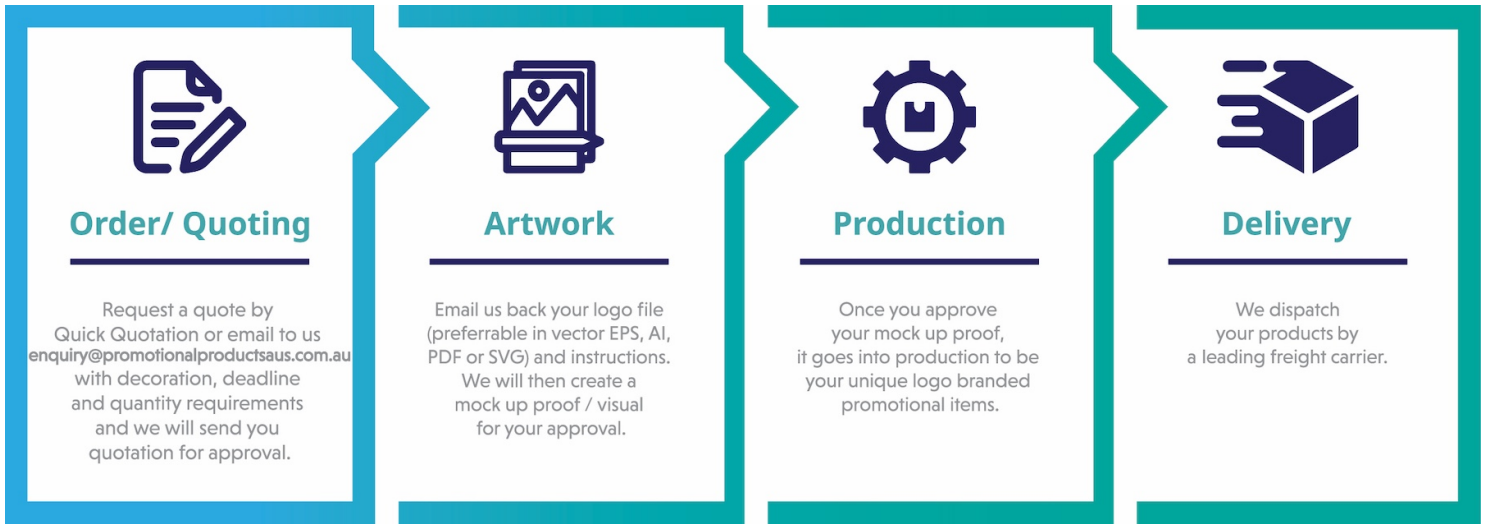 Order/ Quoting
Request a quote by
Quick Quotation or email to us
enquiry@promotionalproductsaus.com.au
with decoration, deadline
and quantity requirements
and we will send you
quotation for approval.
Artwork
Email us back your logo file
(preferrable in vector EPS, AI,
PDF or SVG) and instructions.
We will then create a
mock up proof / visual
for your approval.
Production
Once you approve
your mock up proof,
it goes into production to be
your unique logo branded
promotional items.
Delivery
We dispatch
your products by
a leading freight carrier.